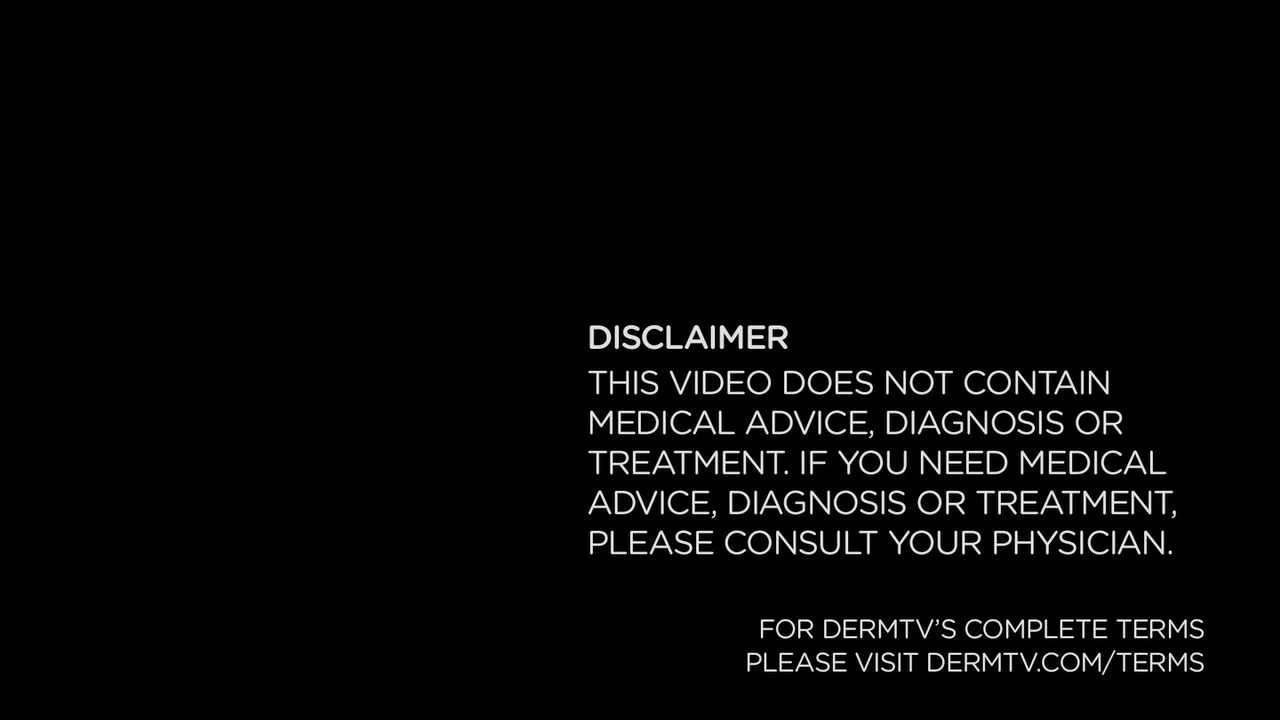 DISCLAIMER
THIS VIDEO DOES NOT CONTAIN
MEDICAL ADVICE, DIAGNOSIS OR
TREATMENT. IF YOU NEED MEDICAL
ADVICE, DIAGNOSIS OR TREATMENT,
PLEASE CONSULT YOUR PHYSICIAN.
FOR DERMTV’S COMPLETE TERMS
PLEASE VISIT DERMTV.COM/TERMS